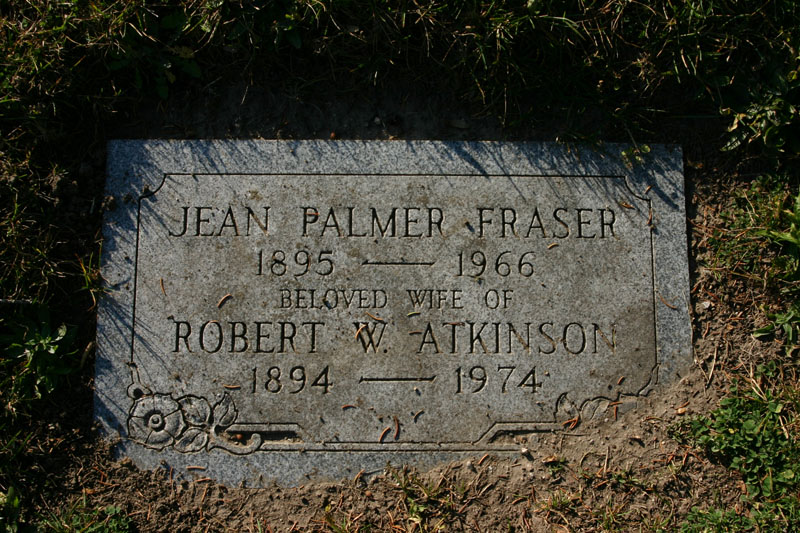 JEAN PALMER FRASER
1895 — 1966
BELOVED WIFE OF
ROBERT W. ATKINSON
1894 — 1974